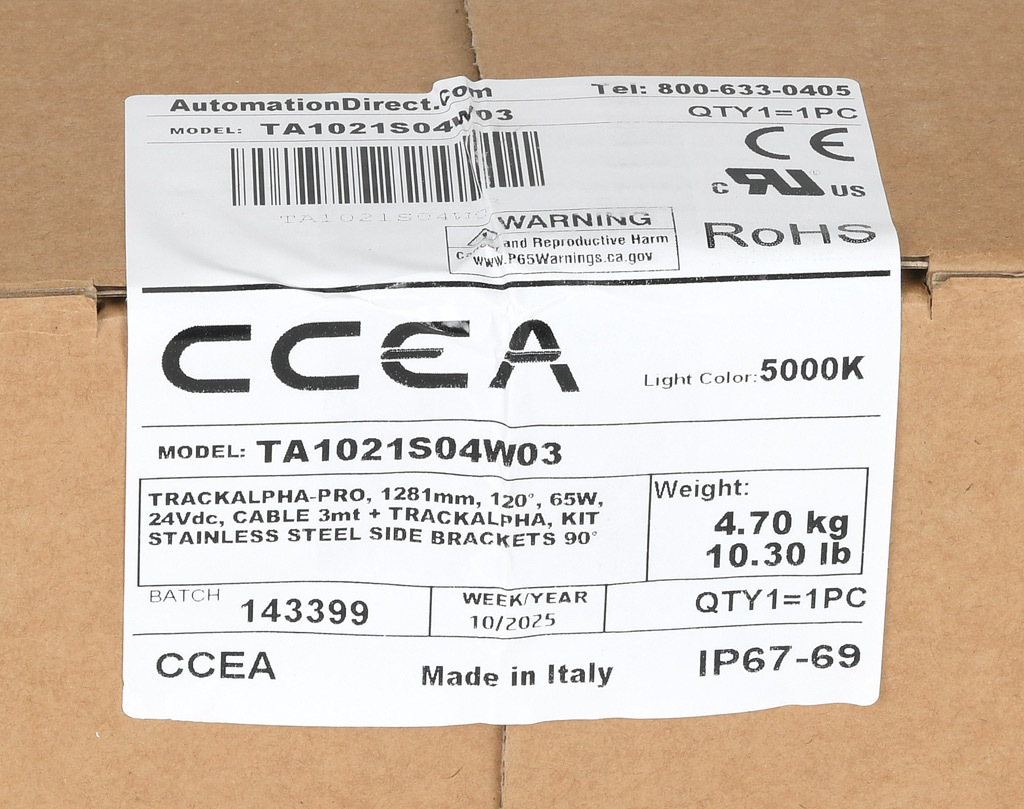 AutomationDirect.com Tel: 800-633-0405
MODEL: TA1021S04W03 QTY1=1PC
CE
c RU US
TA1021S04W0
WARNING
and Reproductive Harm
www.P65Warnings.ca.gov
RoHS
CCEA
Light Color: 5000K
MODEL: TA1021S04W03
TRACKALPHA-PRO, 1281mm, 120°, 65W,
24Vdc, CABLE 3mt + TRACKALPHA, KIT
STAINLESS STEEL SIDE BRACKETS 90°
Weight:
4.70 kg
10.30 lb
BATCH 143399
WEEK/YEAR
10/2025
QTY1=1PC
CCEA Made in Italy IP67-69